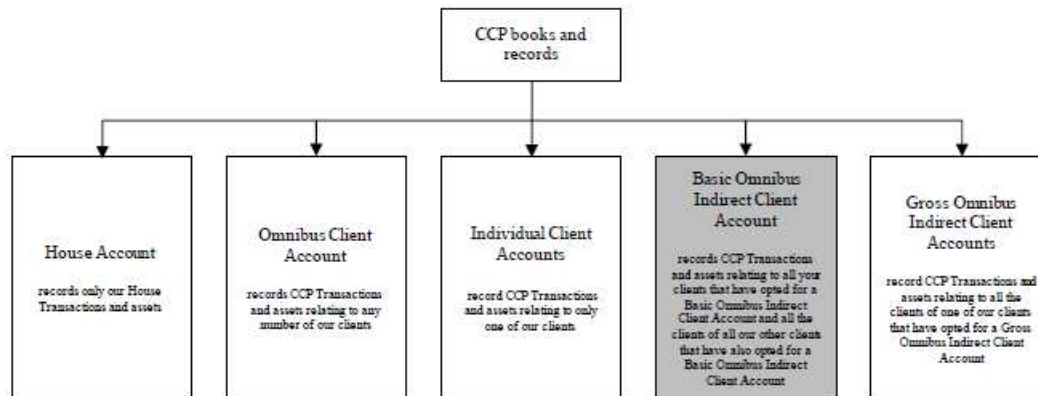 CCP books and
records
House Account
records only our House
Transactions and assets
Omnibus Client
Account
records CCP Transactions
and assets relating to any
number of our clients
Individual Client
Accounts
record CCP Transactions
and assets relating to only
one of our clients
Basic Omnibus
Indirect Client
Account
records CCP Transactions
and assets relating to all your
clients that have opted for a
Basic Omnibus Indirect
Client Account and all the
clients of all our other clients
that have also opted for a
Basic Omnibus Indirect
Client Account
Gross Omnibus
Indirect Client
Accounts
record CCP Transactions and
assets relating to all the
clients of one of our clients
that have opted for a Gross
Omnibus Indirect Client
Account